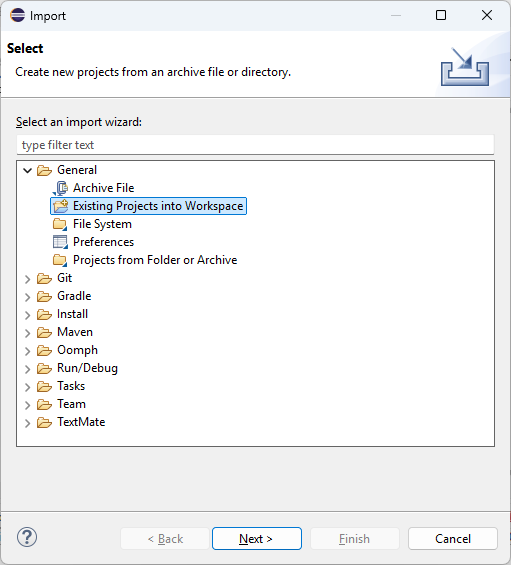 Import
Select
Create new projects from an archive file or directory.
Select an import wizard:
type filter text
General
Archive File
Existing Projects into Workspace
File System
Preferences
Projects from Folder or Archive
Git
Gradle
Install
Maven
Oomph
Run/Debug
Tasks
Team
TextMate
? < Back Next > Finish Cancel